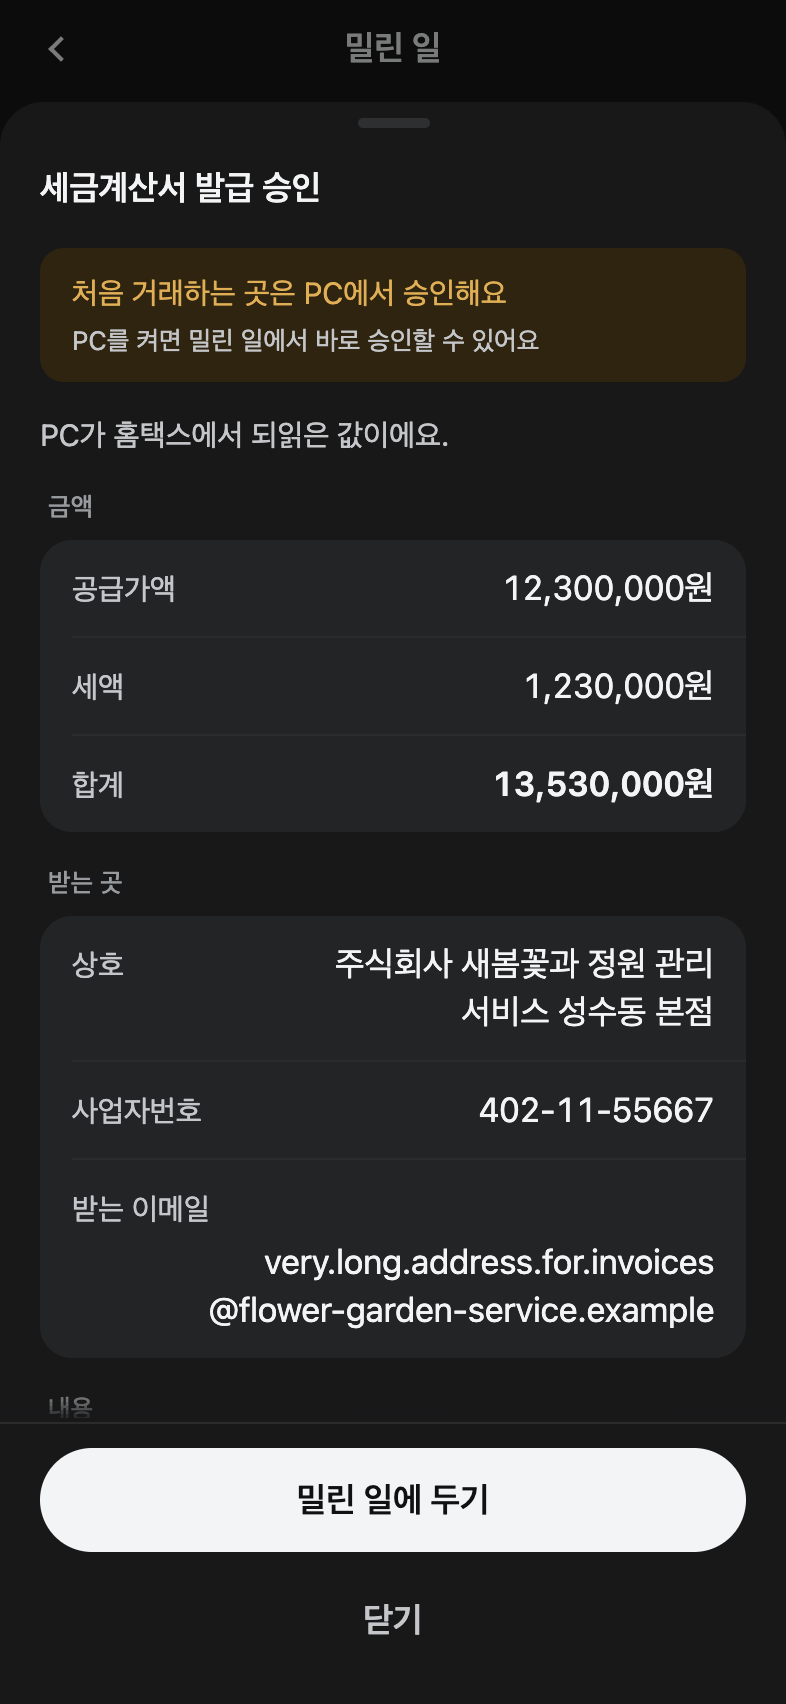 밀린 일
세금계산서 발급 승인
처음 거래하는 곳은 PC에서 승인해요
PC를 켜면 밀린 일에서 바로 승인할 수 있어요
PC가 홈택스에서 되읽은 값이에요.
금액
공급가액 12,300,000원
세액 1,230,000원
합계 13,530,000원
받는 곳
상호 주식회사 새봄꽃과 정원 관리
서비스 성수동 본점
사업자번호 402-11-55667
받는 이메일
very.long.address.for.invoices
@flower-garden-service.example
내용
밀린 일에 두기
닫기